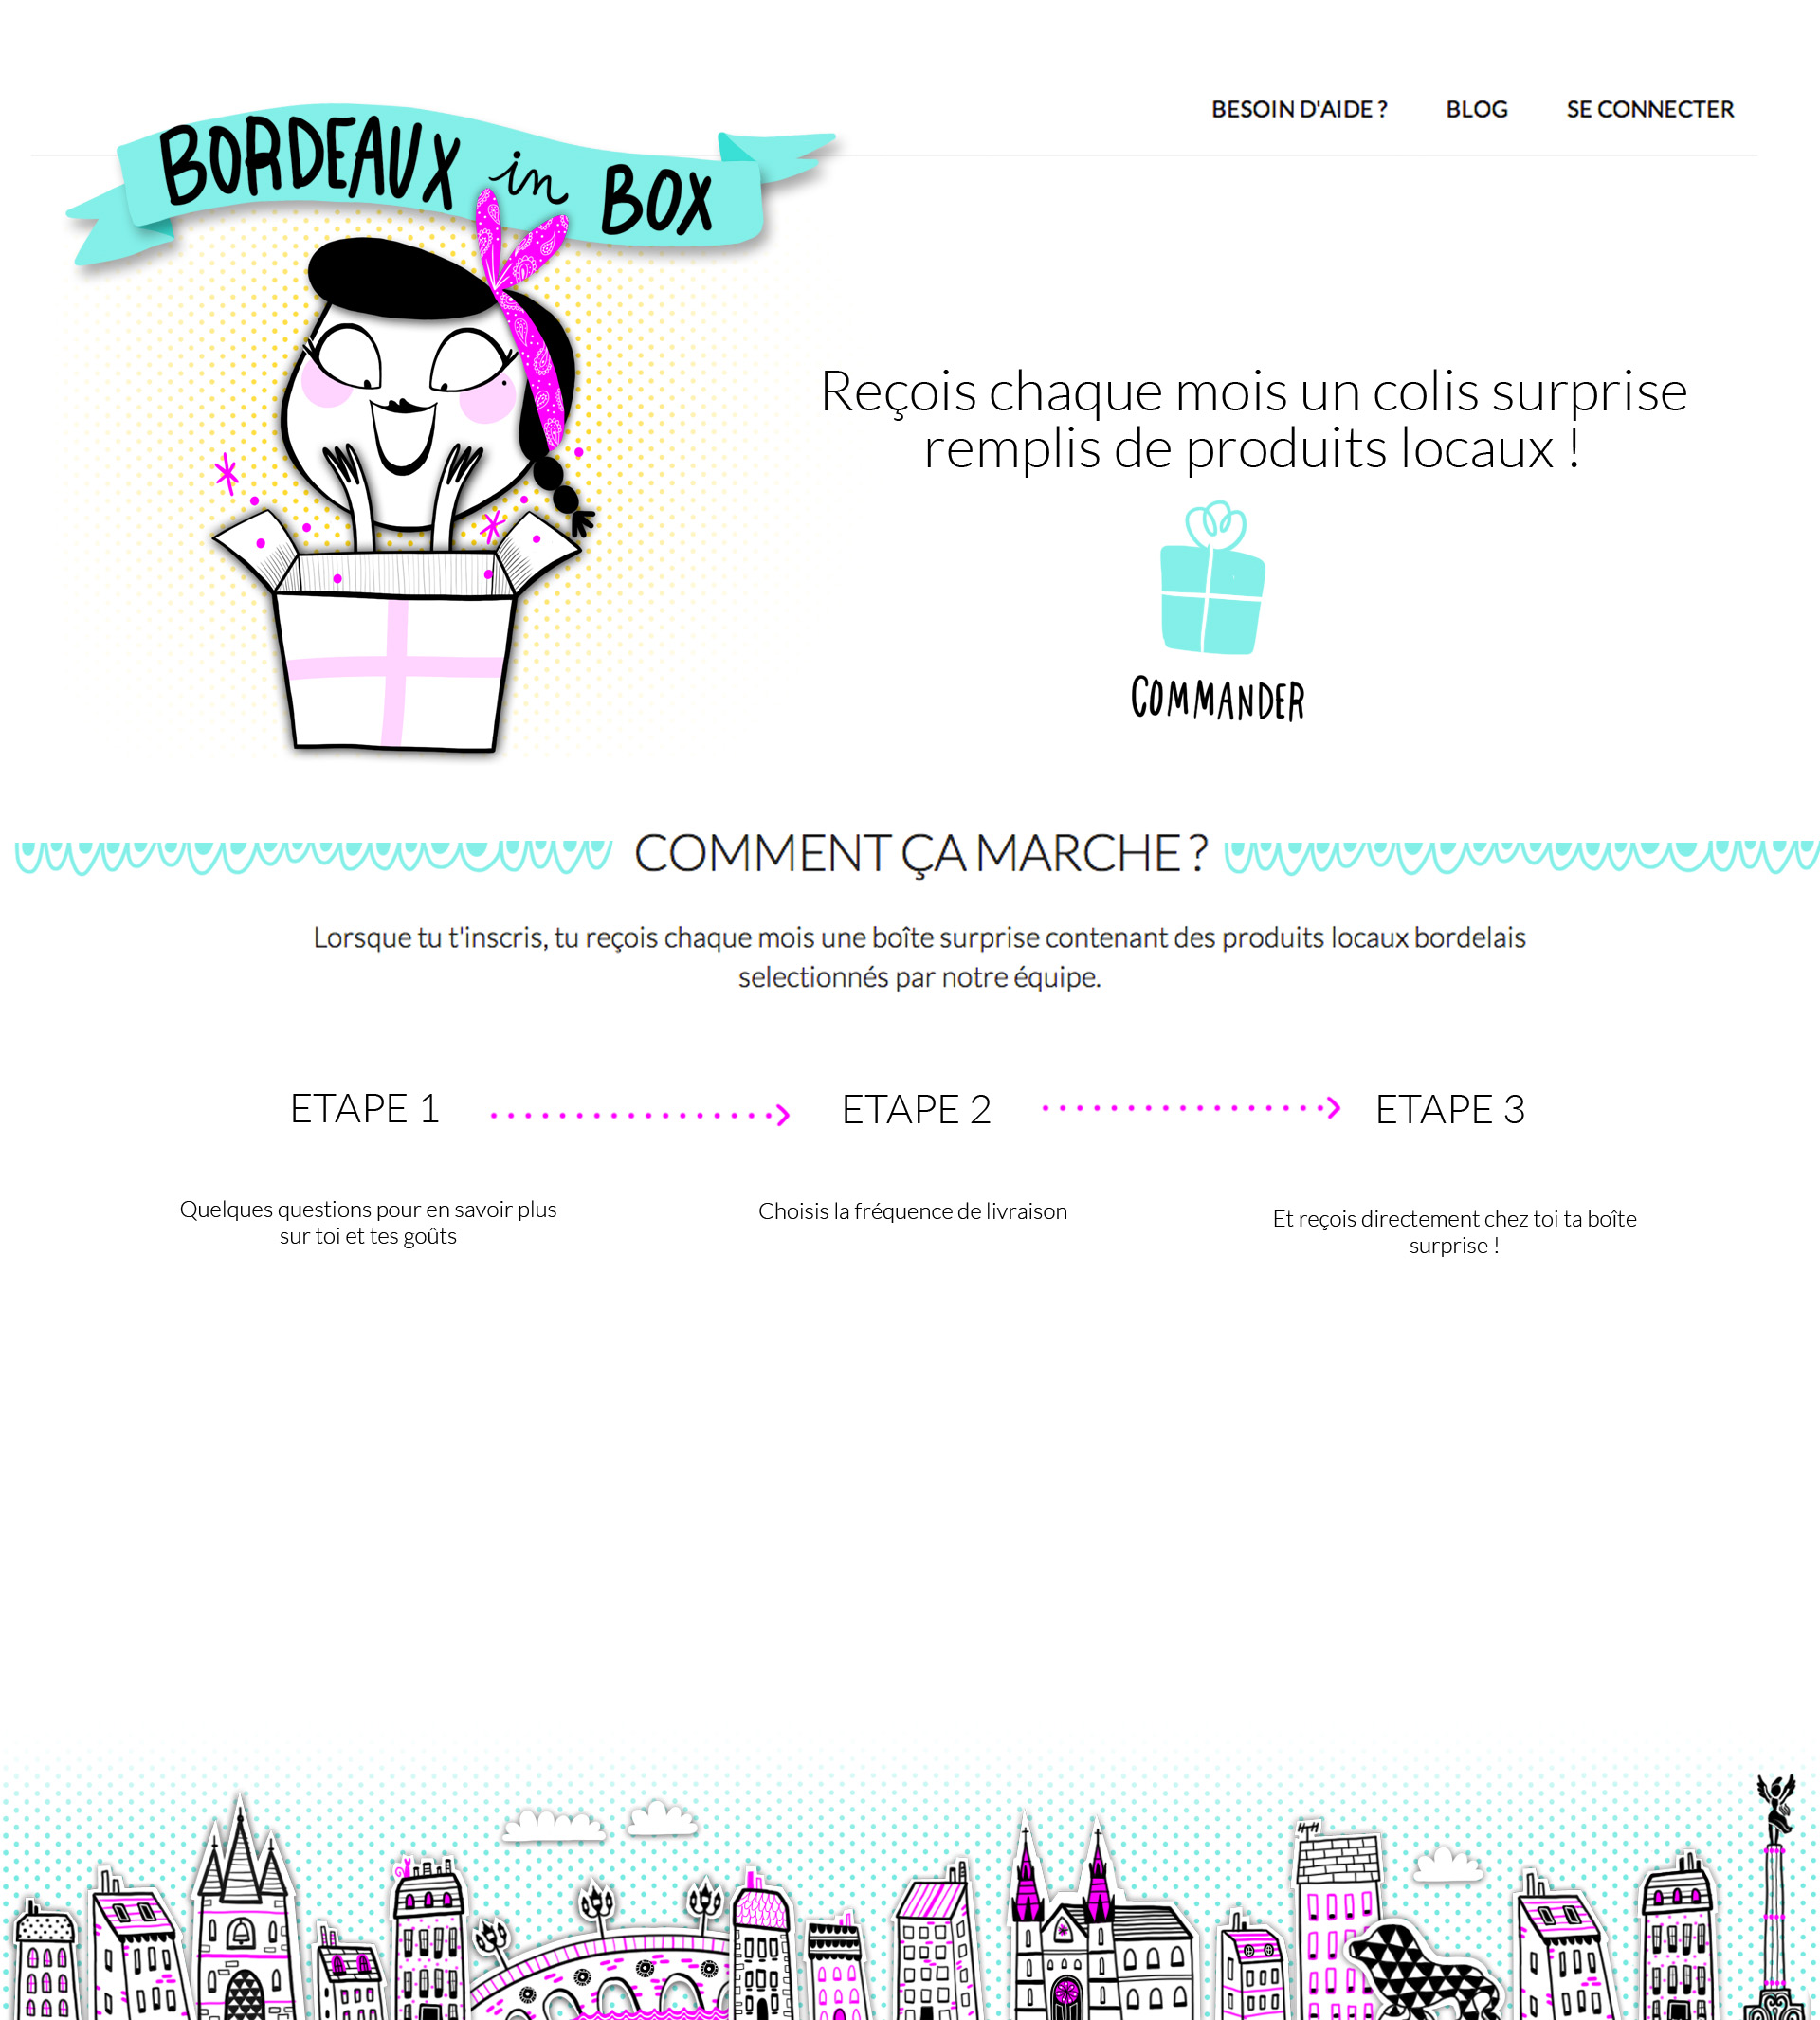 BESOIN D'AIDE ? BLOG SE CONNECTER
BORDEAUX in BOX
Reçois chaque mois un colis surprise
remplis de produits locaux !
COMMANDER
COMMENT ÇA MARCHE ?
Lorsque tu t'inscris, tu reçois chaque mois une boîte surprise contenant des produits locaux bordelais
selectionnés par notre équipe.
ETAPE 1
ETAPE 2
ETAPE 3
Quelques questions pour en savoir plus
sur toi et tes goûts
Choisis la fréquence de livraison
Et reçois directement chez toi ta boîte
surprise !